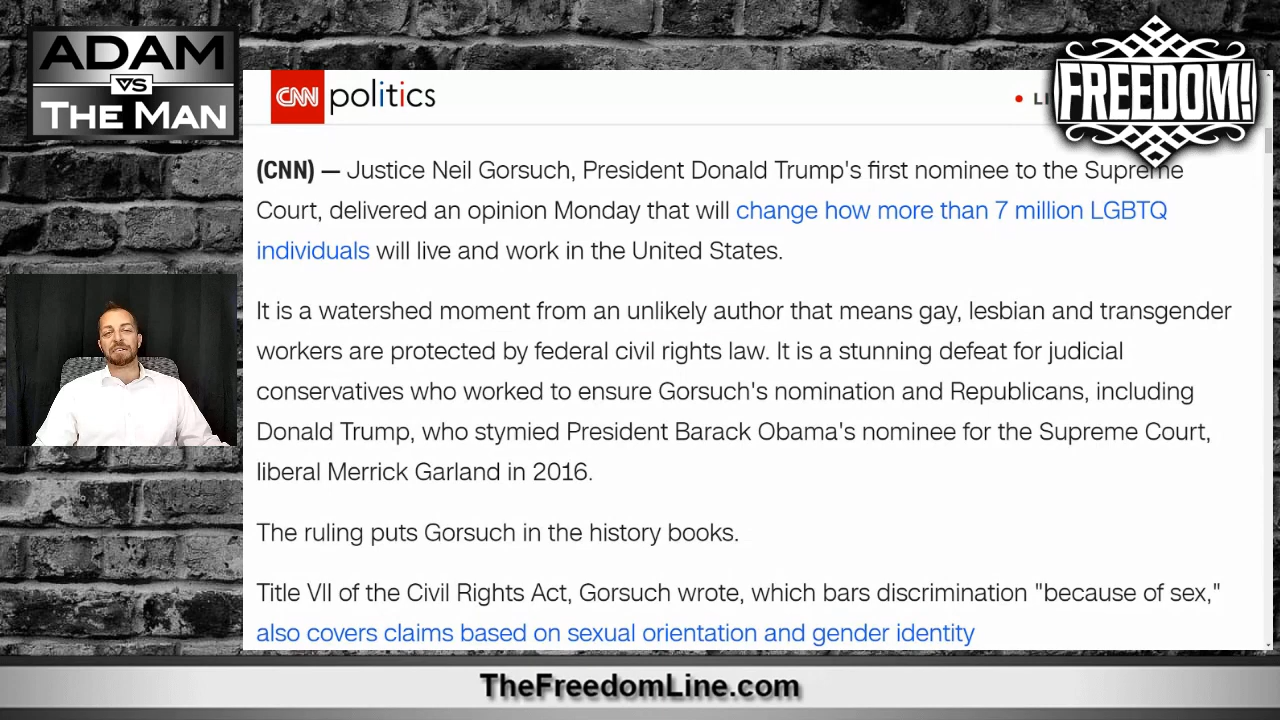 ADAM
VS
THE MAN
CNN politics
• LI
FREEDOM!
(CNN) — Justice Neil Gorsuch, President Donald Trump's first nominee to the Supreme
Court, delivered an opinion Monday that will change how more than 7 million LGBTQ
individuals will live and work in the United States.
It is a watershed moment from an unlikely author that means gay, lesbian and transgender
workers are protected by federal civil rights law. It is a stunning defeat for judicial
conservatives who worked to ensure Gorsuch's nomination and Republicans, including
Donald Trump, who stymied President Barack Obama's nominee for the Supreme Court,
liberal Merrick Garland in 2016.
The ruling puts Gorsuch in the history books.
Title VII of the Civil Rights Act, Gorsuch wrote, which bars discrimination "because of sex,"
also covers claims based on sexual orientation and gender identity
TheFreedomLine.com